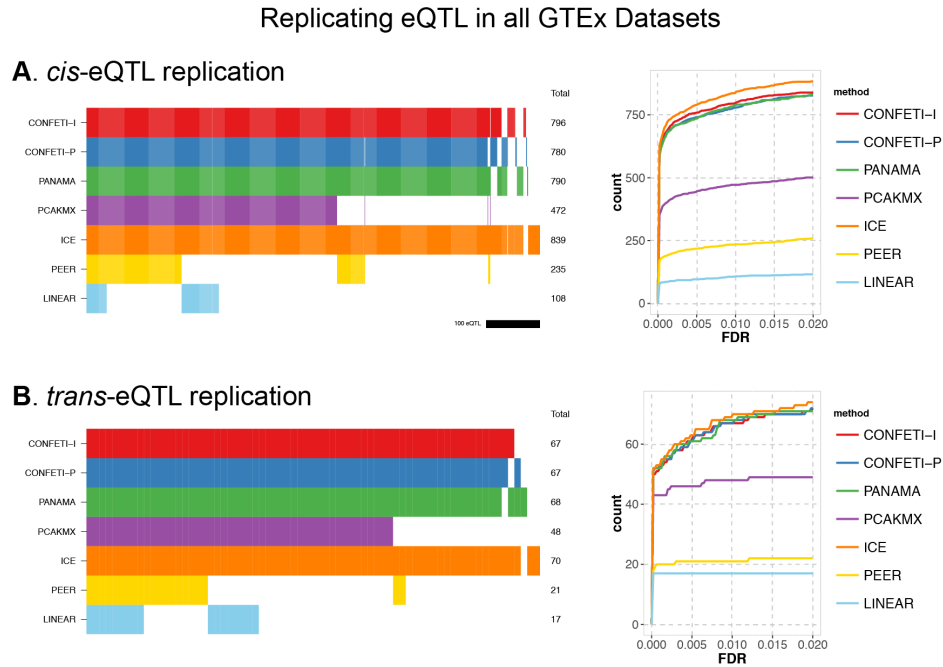 Replicating eQTL in all GTEx Datasets
A. cis-eQTL replication
Total
CONFETI-I 796
CONFETI-P 780
PANAMA 790
PCAKMX 472
ICE 839
PEER 235
LINEAR 108
100 eQTL
count
750
500
250
0
0.000 0.005 0.010 0.015 0.020
FDR
method
CONFETI-I
CONFETI-P
PANAMA
PCAKMX
ICE
PEER
LINEAR
B. trans-eQTL replication
Total
CONFETI-I 67
CONFETI-P 67
PANAMA 68
PCAKMX 48
ICE 70
PEER 21
LINEAR 17
count
60
40
20
0
0.000 0.005 0.010 0.015 0.020
FDR
method
CONFETI-I
CONFETI-P
PANAMA
PCAKMX
ICE
PEER
LINEAR